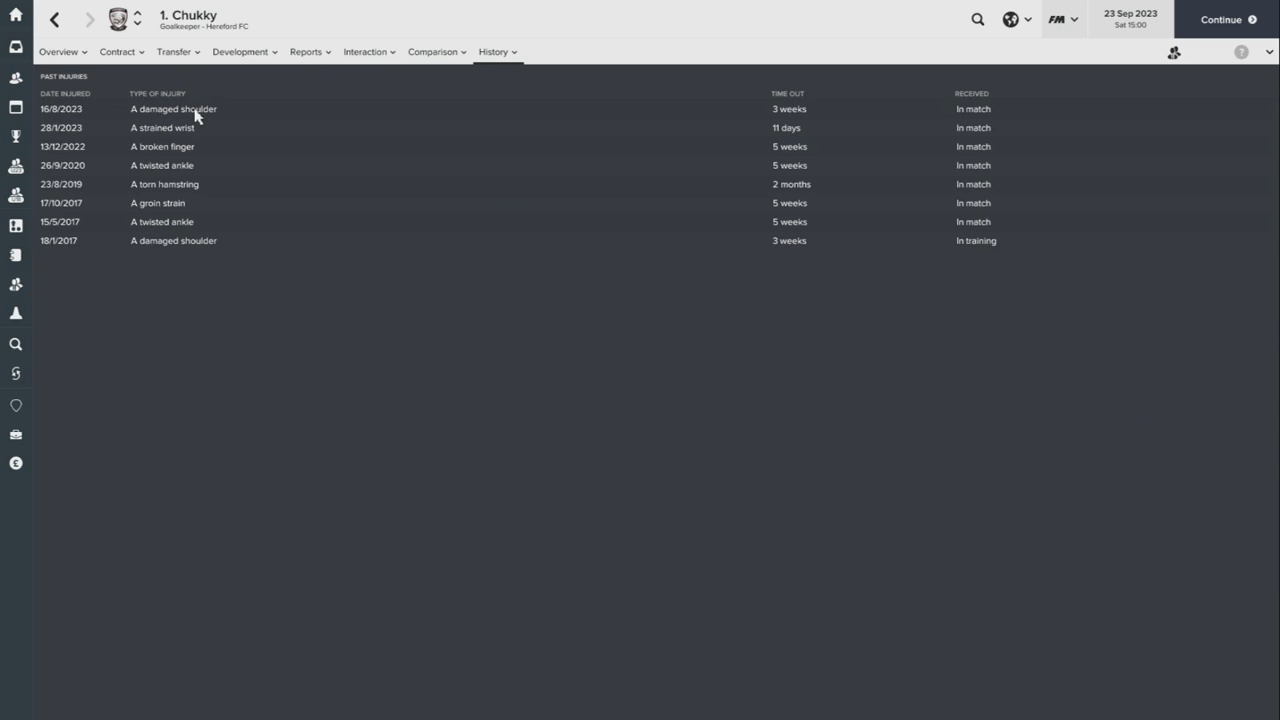 1. Chukky
Goalkeeper - Hereford FC
FM
23 Sep 2023
Sat 15:00
Continue
Overview Contract Transfer Development Reports Interaction Comparison History
PAST INJURIES
DATE INJURED TYPE OF INJURY TIME OUT RECEIVED
16/8/2023 A damaged shoulder 3 weeks In match
28/1/2023 A strained wrist 11 days In match
13/12/2022 A broken finger 5 weeks In match
26/9/2020 A twisted ankle 5 weeks In match
23/8/2019 A torn hamstring 2 months In match
17/10/2017 A groin strain 5 weeks In match
15/5/2017 A twisted ankle 5 weeks In match
18/1/2017 A damaged shoulder 3 weeks In training